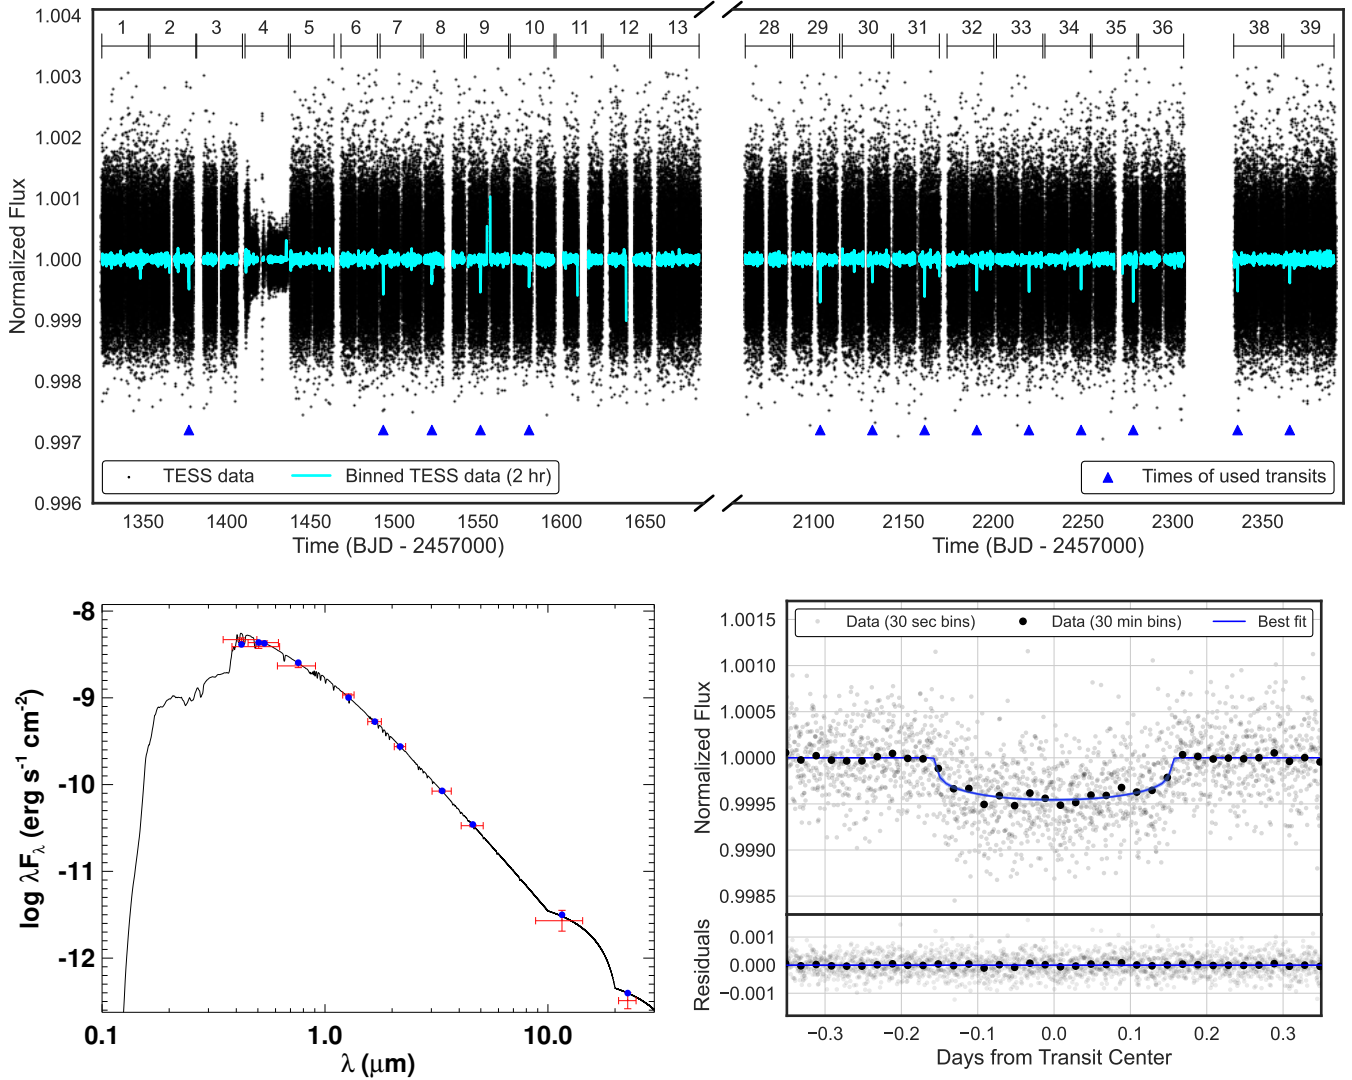 1.004
1 2 3 4 5 6 7 8 9 10 11 12 13 28 29 30 31 32 33 34 35 36 38 39
1.003
1.002
1.001
1.000
0.999
0.998
0.997
0.996
Normalized Flux
TESS data Binned TESS data (2 hr) Times of used transits
1350 1400 1450 1500 1550 1600 1650 2100 2150 2200 2250 2300 2350
Time (BJD - 2457000) Time (BJD - 2457000)
-8
-9
-10
-11
-12
log λFλ (erg s-1 cm-2)
0.1 1.0 10.0
λ (μm)
Data (30 sec bins) Data (30 min bins) Best fit
1.0015
1.0010
1.0005
1.0000
0.9995
0.9990
0.9985
Normalized Flux
0.001
0.000
−0.001
Residuals
−0.3 −0.2 −0.1 0.0 0.1 0.2 0.3
Days from Transit Center